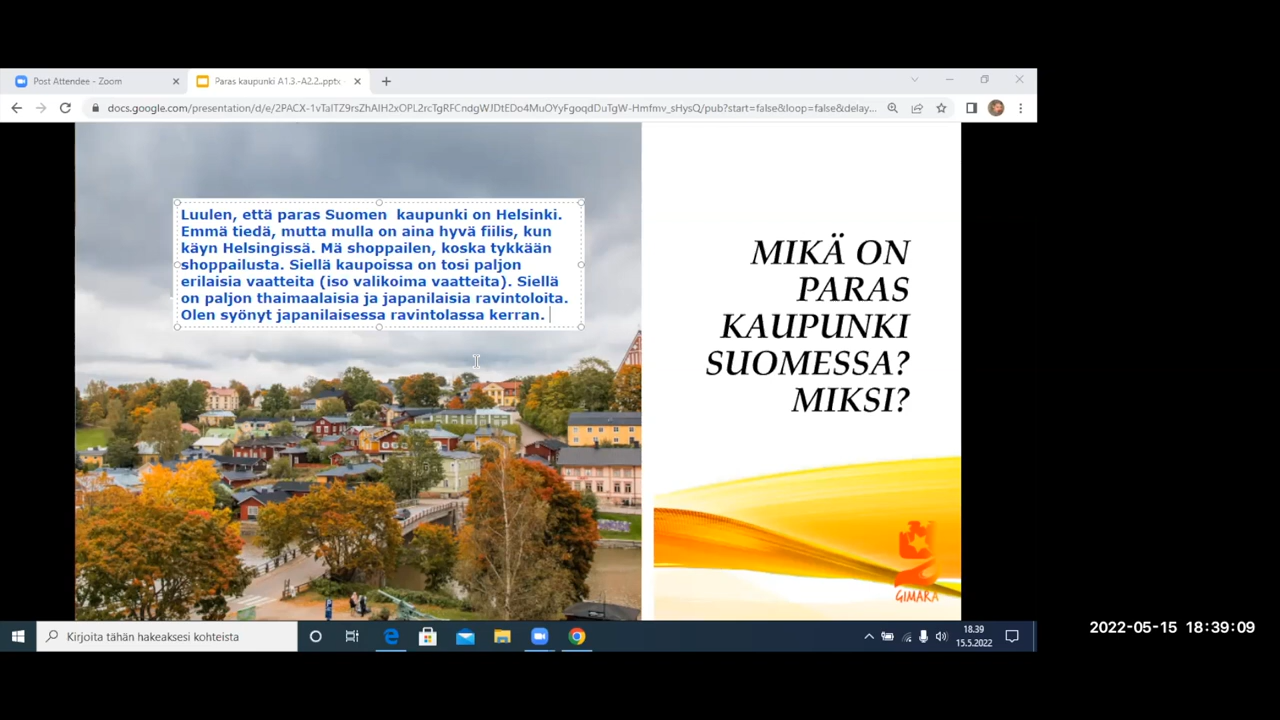 Post Attendee - Zoom
Paras kaupunki A1.3.-A2.2..pptx -
docs.google.com/presentation/d/e/
Luulen, että paras Suomen  kaupunki on Helsinki.
Emmä tiedä, mutta mulla on aina hyvä fiilis, kun
käyn Helsingissä. Mä shoppailen, koska tykkään
shoppailusta. Siellä kaupoissa on tosi paljon
erilaisia vaatteita (iso valikoima vaatteita). Siellä
on paljon thaimaalaisia ja japanilaisia ravintoloita.
Olen syönyt japanilaisessa ravintolassa kerran.
MIKÄ ON
PARAS
KAUPUNKI
SUOMESSA?
MIKSI?
GIMARA
Kirjoita tähän hakeaksesi kohteista
18.39
15.5.2022
2022-05-15 18:39:09